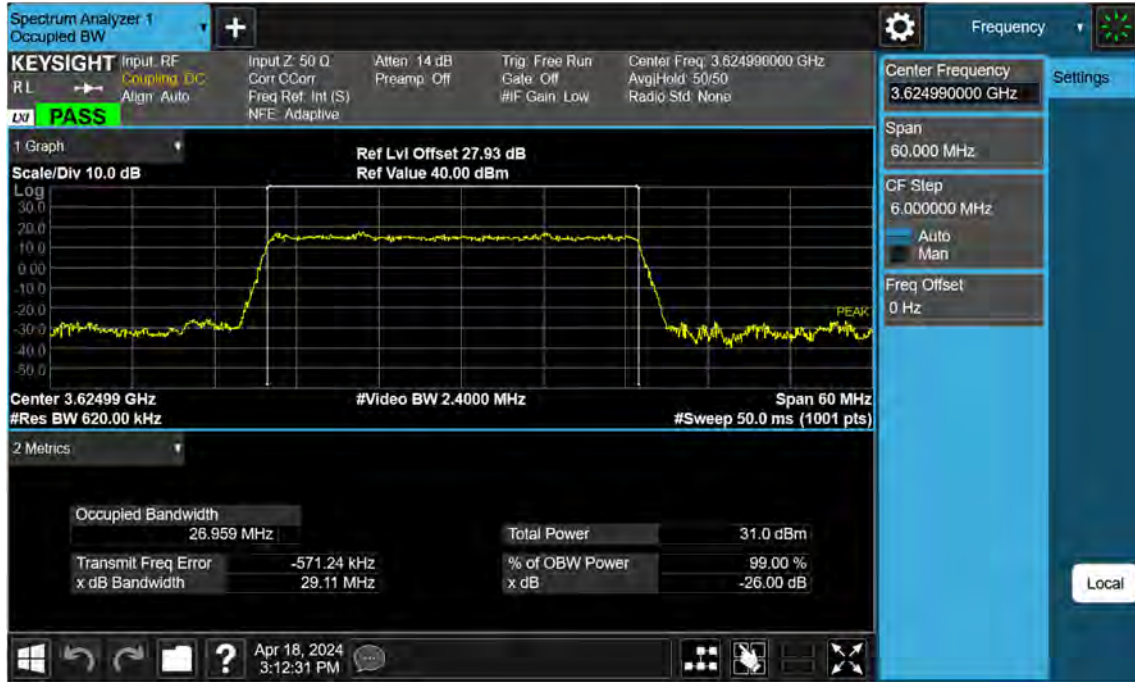 Spectrum Analyzer 1
Occupied BW
Frequency
KEYSIGHT
R L
LXI
PASS
Input: RF
Coupling: DC
Align: Auto
Input Z: 50 Ω
Corr CCorr
Freq Ref: Int (S)
NFE: Adaptive
Atten: 14 dB
Preamp: Off
Trig: Free Run
Gate: Off
#IF Gain: Low
Center Freq: 3.624990000 GHz
Avg|Hold: 50/50
Radio Std: None
Center Frequency
3.624990000 GHz
Settings
Span
60.000 MHz
CF Step
6.000000 MHz
Auto
Man
Freq Offset
0 Hz
Local
1 Graph
Scale/Div 10.0 dB
Ref Lvl Offset 27.93 dB
Ref Value 40.00 dBm
Log
30.0
20.0
10.0
0.00
-10.0
-20.0
-30.0
-40.0
-50.0
PEAK
Center 3.62499 GHz
#Video BW 2.4000 MHz
Span 60 MHz
#Res BW 620.00 kHz
#Sweep 50.0 ms (1001 pts)
2 Metrics
Occupied Bandwidth
26.959 MHz
Total Power 31.0 dBm
Transmit Freq Error -571.24 kHz
% of OBW Power 99.00 %
x dB Bandwidth 29.11 MHz
x dB -26.00 dB
?
Apr 18, 2024
3:12:31 PM